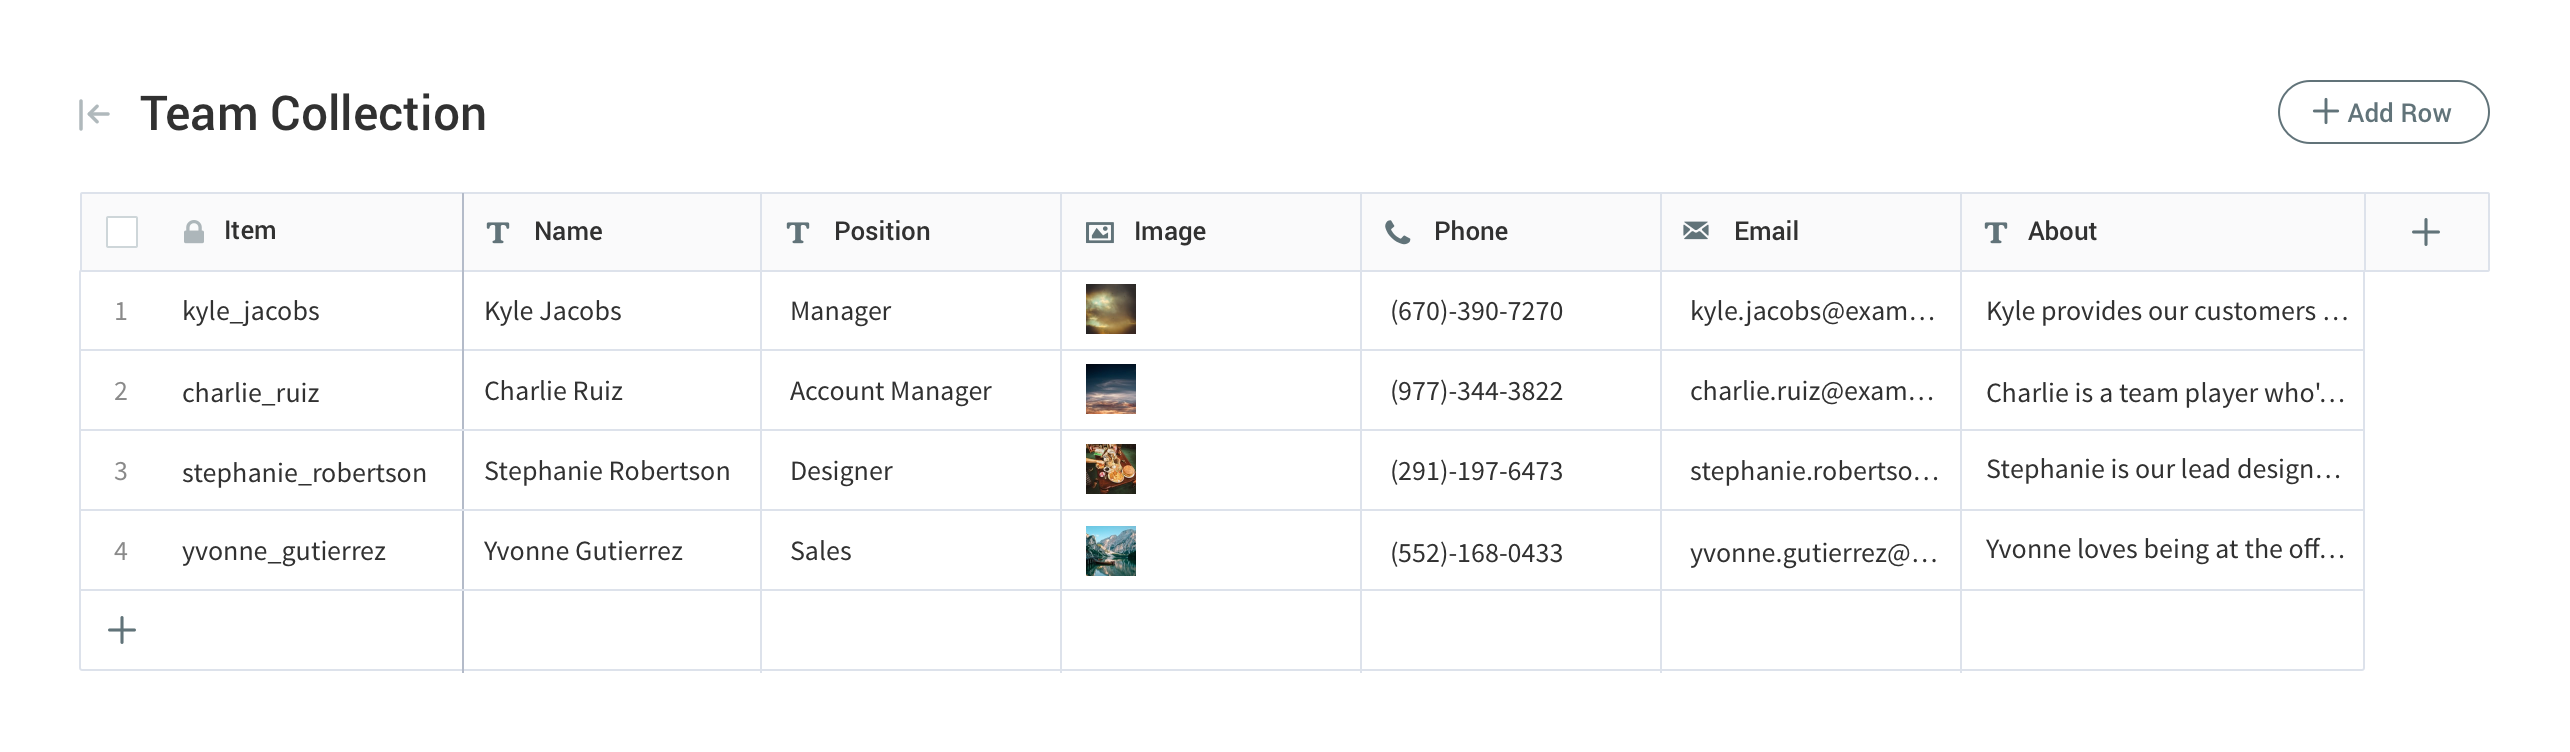 Team Collection
Add Row
Item Name Position Image Phone Email About
1 kyle_jacobs Kyle Jacobs Manager (670)-390-7270 kyle.jacobs@exam... Kyle provides our customers ...
2 charlie_ruiz Charlie Ruiz Account Manager (977)-344-3822 charlie.ruiz@exam... Charlie is a team player who'...
3 stephanie_robertson Stephanie Robertson Designer (291)-197-6473 stephanie.robertso... Stephanie is our lead design...
4 yvonne_gutierrez Yvonne Gutierrez Sales (552)-168-0433 yvonne.gutierrez@... Yvonne loves being at the off...